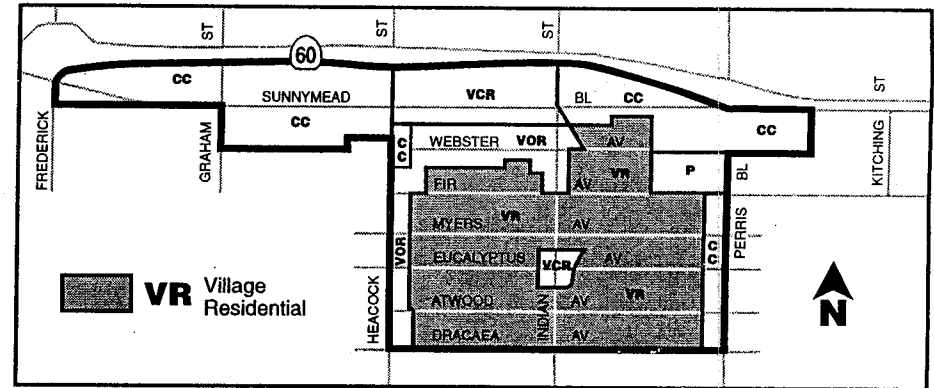 ST
ST
ST
60
CC
SUNNYMEAD
VCR
BL
CC
CC
CC
FREDERICK
GRAHAM
KITCHING
CC
WEBSTER
VOR
AV
P
BL
FIR
AV
VR
MYERS
VR
AV
PERRIS
VOR
EUCALYPTUS
VCR
AV
CC
VR
Village
Residential
ATWOOD
AV
VR
HEACOCK
INDIAN
DRACAEA
AV
N